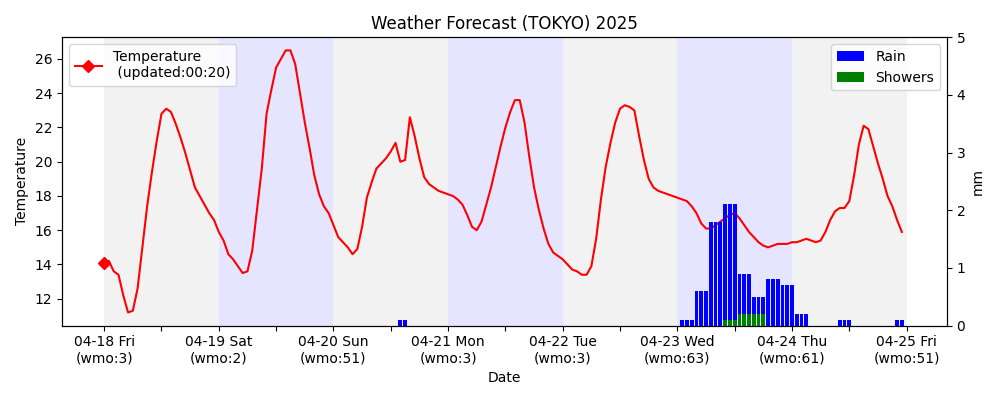 Weather Forecast (TOKYO) 2025
Temperature
(updated:00:20)
Rain
Showers
Temperature
26
24
22
20
18
16
14
12
5
4
3
2
1
0
mm
04-18 Fri
(wmo:3)
04-19 Sat
(wmo:2)
04-20 Sun
(wmo:51)
04-21 Mon
(wmo:3)
04-22 Tue
(wmo:3)
04-23 Wed
(wmo:63)
04-24 Thu
(wmo:61)
04-25 Fri
(wmo:51)
Date